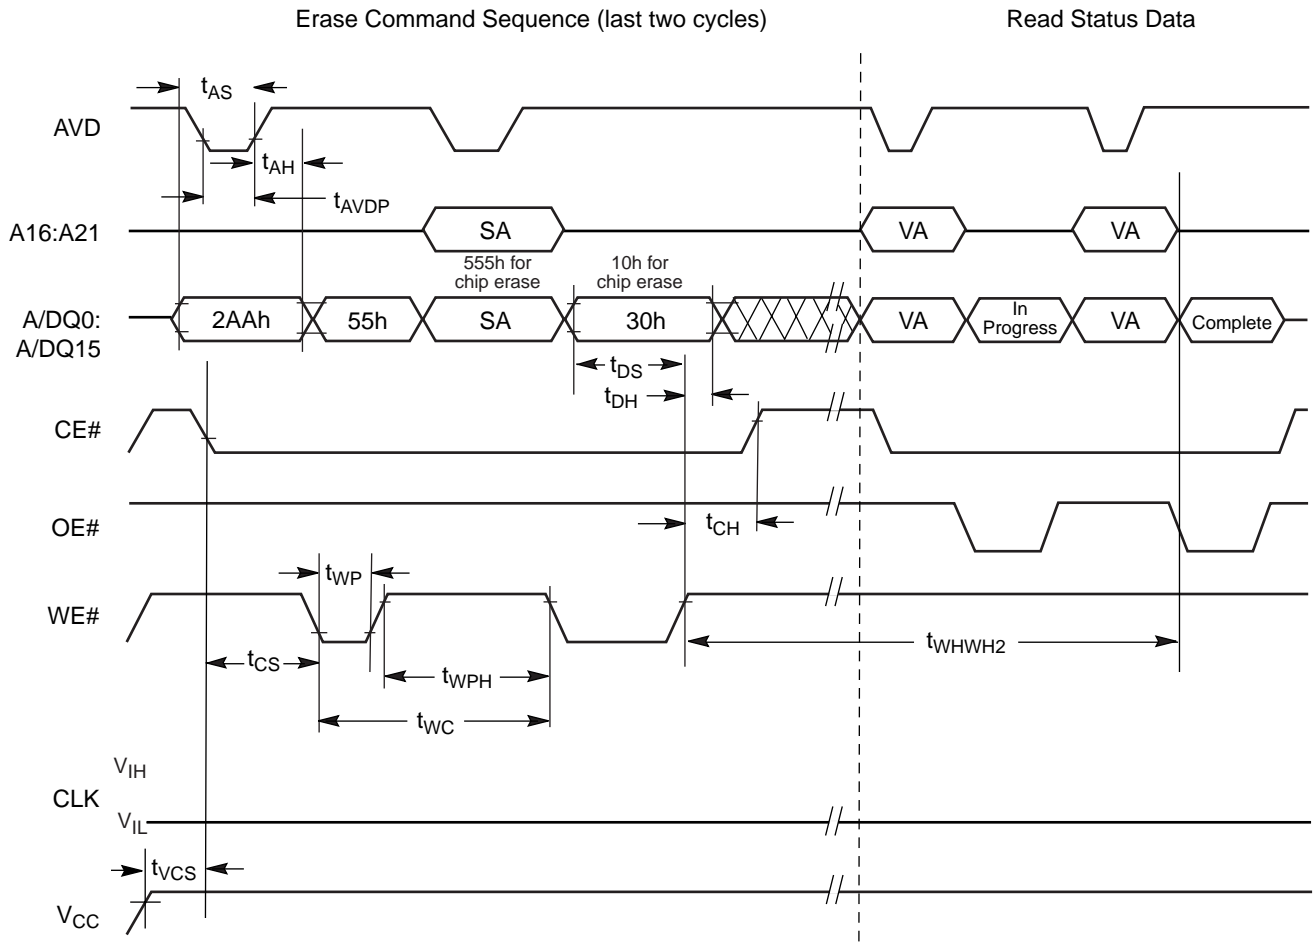 Erase Command Sequence (last two cycles)
Read Status Data
tAS
AVD
tAH
tAVDP
A16:A21
SA
VA
VA
555h for
chip erase
10h for
chip erase
A/DQ0:
A/DQ15
2AAh
55h
SA
30h
VA
In
Progress
VA
Complete
tDS
tDH
CE#
OE#
tCH
tWP
WE#
tWHWH2
tCS
tWPH
tWC
VIH
CLK
VIL
tVCS
VCC